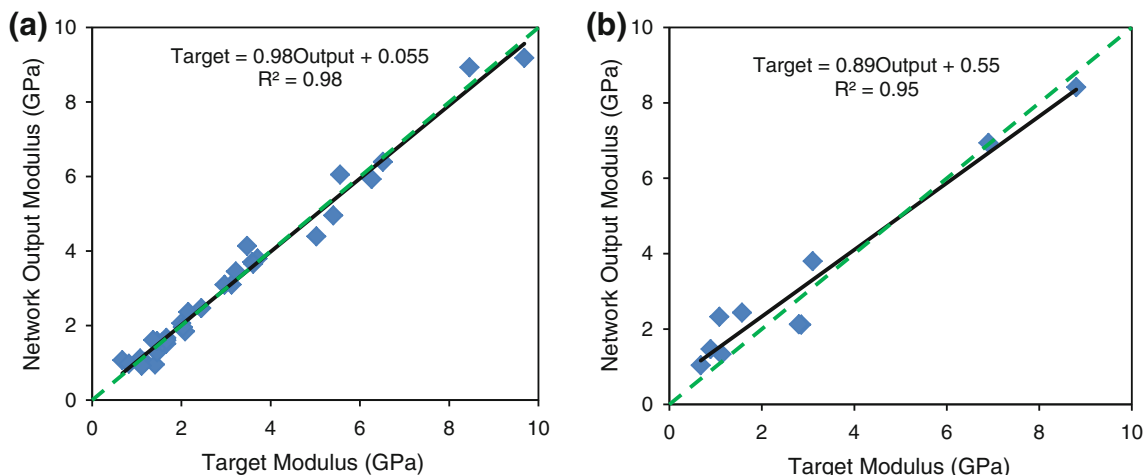 (a)
Target = 0.98Output + 0.055
R² = 0.98
Network Output Modulus (GPa)
10
8
6
4
2
0
0 2 4 6 8 10
Target Modulus (GPa)
(b)
Target = 0.89Output + 0.55
R² = 0.95
Network Output Modulus (GPa)
10
8
6
4
2
0
0 2 4 6 8 10
Target Modulus (GPa)